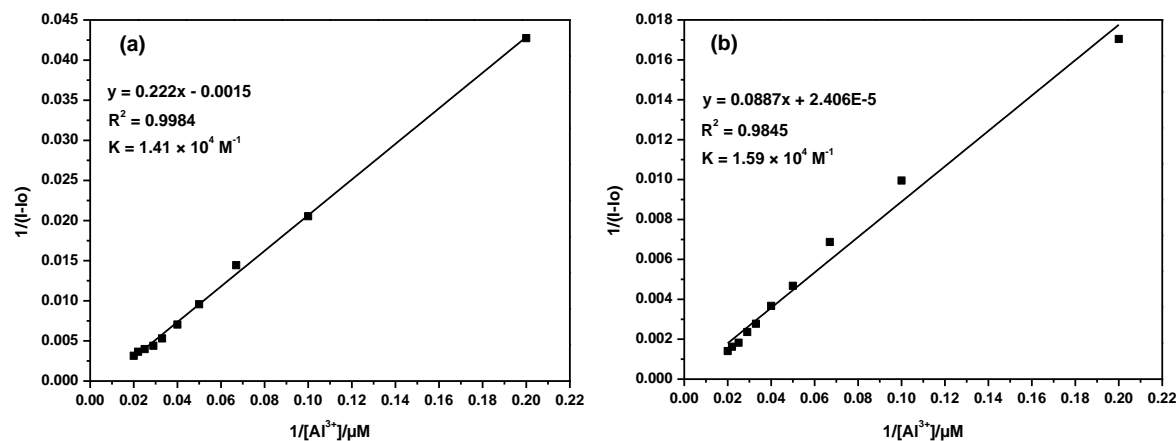 (a)
y = 0.222x - 0.0015
R² = 0.9984
K = 1.41 × 10⁴ M⁻¹
1/(I-Io)
0.045
0.040
0.035
0.030
0.025
0.020
0.015
0.010
0.005
0.000
0.00 0.02 0.04 0.06 0.08 0.10 0.12 0.14 0.16 0.18 0.20 0.22
1/[Al³⁺]/µM
(b)
y = 0.0887x + 2.406E-5
R² = 0.9845
K = 1.59 × 10⁴ M⁻¹
1/(I-Io)
0.018
0.016
0.014
0.012
0.010
0.008
0.006
0.004
0.002
0.000
0.00 0.02 0.04 0.06 0.08 0.10 0.12 0.14 0.16 0.18 0.20 0.22
1/[Al³⁺]/µM